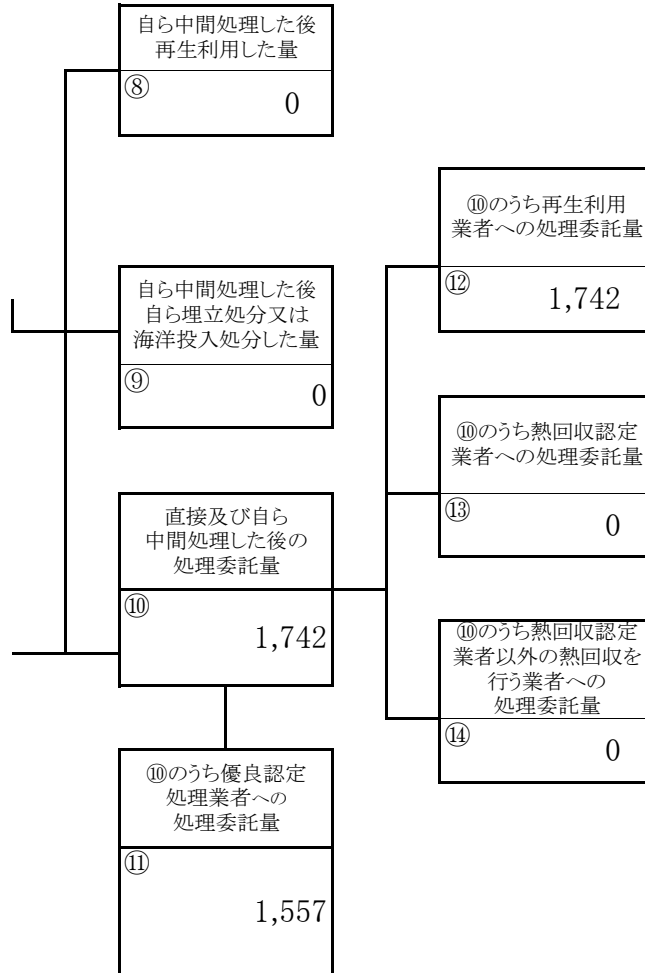 自ら中間処理した後
再生利用した量
⑧
0
自ら中間処理した後
自ら埋立処分又は
海洋投入処分した量
⑨
0
直接及び自ら
中間処理した後の
処理委託量
⑩
1,742
⑩のうち優良認定
処理業者への
処理委託量
⑪
1,557
⑩のうち再生利用
業者への処理委託量
⑫
1,742
⑩のうち熱回収認定
業者への処理委託量
⑬
0
⑩のうち熱回収認定
業者以外の熱回収を
行う業者への
処理委託量
⑭
0